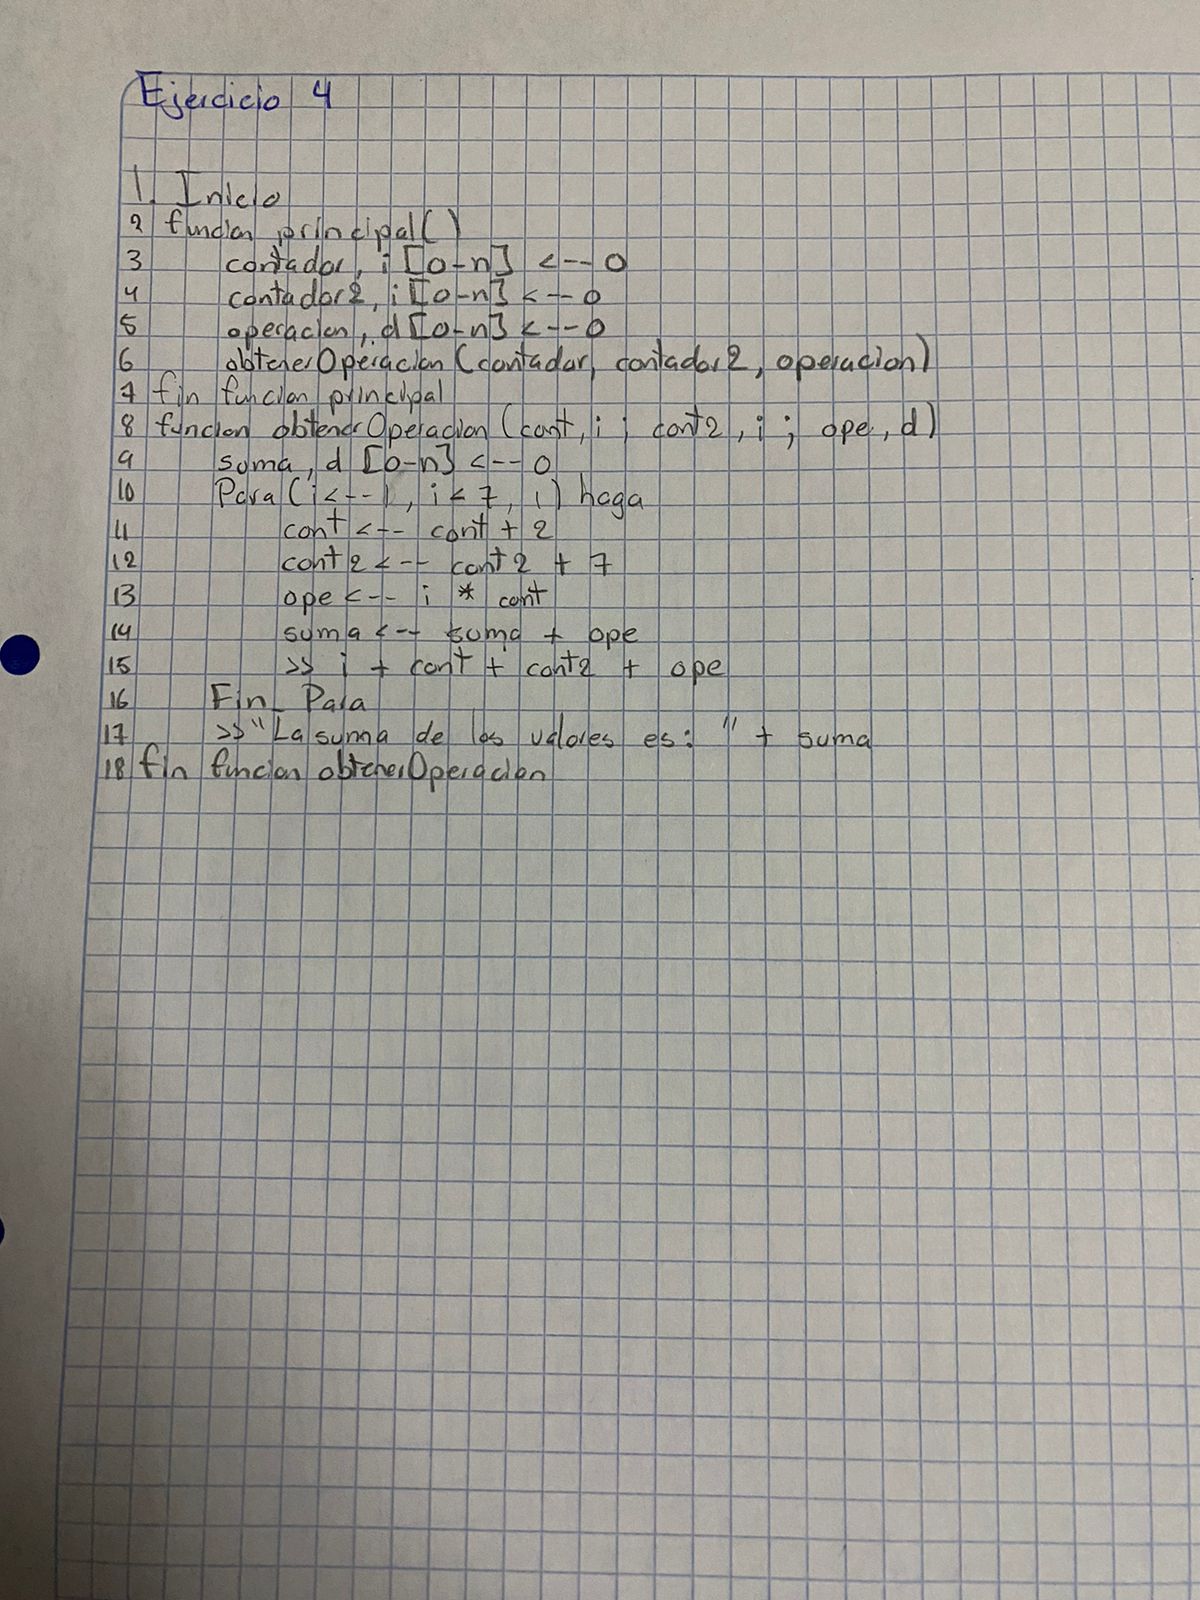 Ejercicio 4
1. Inicio
2 funcion principal()
3 contador, i [0-n] <-- 0
4 contador2, i [0-n] <-- 0
5 operacion, d [0-n] <-- 0
6 obtenerOperacion (contador, contador2, operacion)
7 fin funcion principal
8 funcion obtenerOperacion (cont, i ; cont2, i ; ope, d)
9 suma, d [0-n] <-- 0
10 Para (i <-- 1, i < 7, 1) haga
11 cont <-- cont + 2
12 cont2 <-- cont2 + 7
13 ope <-- i * cont
14 suma <-- suma + ope
15 >> i + cont + cont2 + ope
16 Fin Para
17 >> "La suma de los valores es: " + suma
18 fin funcion obtenerOperacion